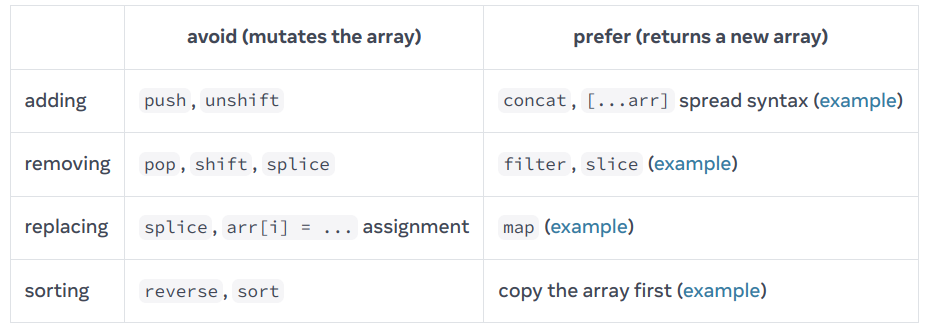 avoid (mutates the array) prefer (returns a new array)
adding push, unshift concat, [...arr] spread syntax (example)
removing pop, shift, splice filter, slice (example)
replacing splice, arr[i] = ... assignment map (example)
sorting reverse, sort copy the array first (example)